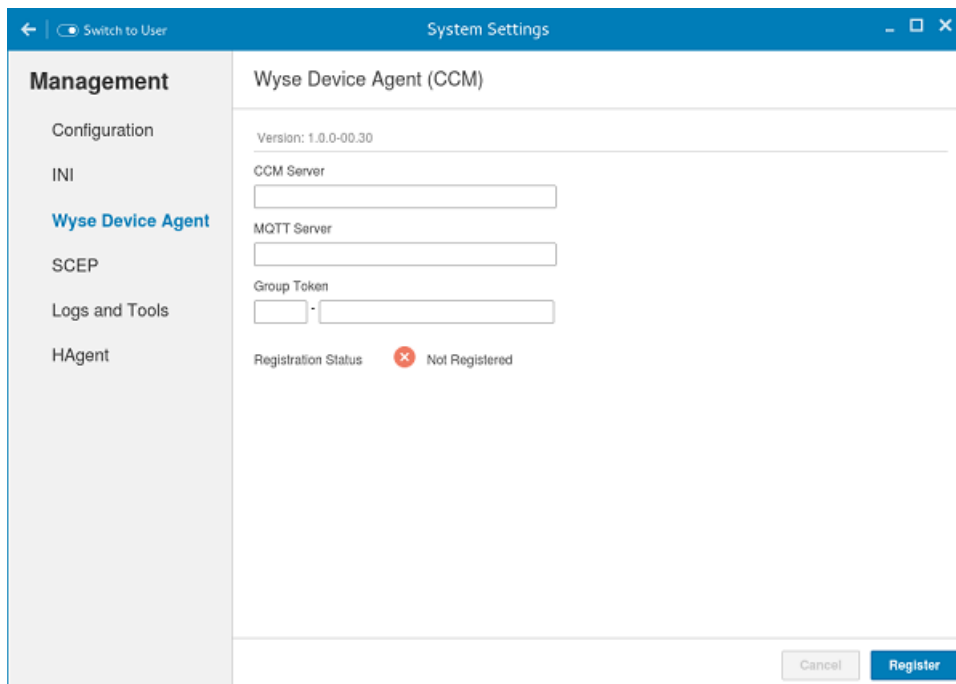 Switch to User
System Settings
Management
Configuration
INI
Wyse Device Agent
SCEP
Logs and Tools
HAgent
Wyse Device Agent (CCM)
Version: 1.0.0-00.30
CCM Server
MQTT Server
Group Token
-
Registration Status Not Registered
Cancel Register